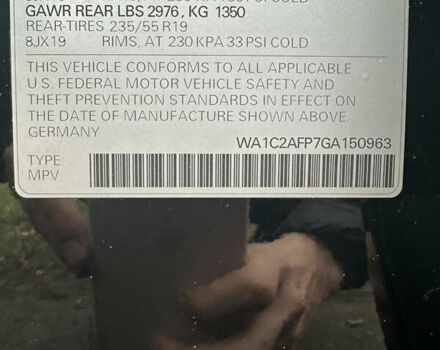 GAWR REAR LBS 2976, KG 1350
REAR-TIRES 235/55 R19
8JX19 RIMS, AT 230 KPA 33 PSI COLD
THIS VEHICLE CONFORMS TO ALL APPLICABLE
U.S. FEDERAL MOTOR VEHICLE SAFETY AND
THEFT PREVENTION STANDARDS IN EFFECT ON
THE-DATE OF MANUFACTURE SHOWN ABOVE.
GERMANY
WA1C2AFP7GA150963
TYPE
MPV